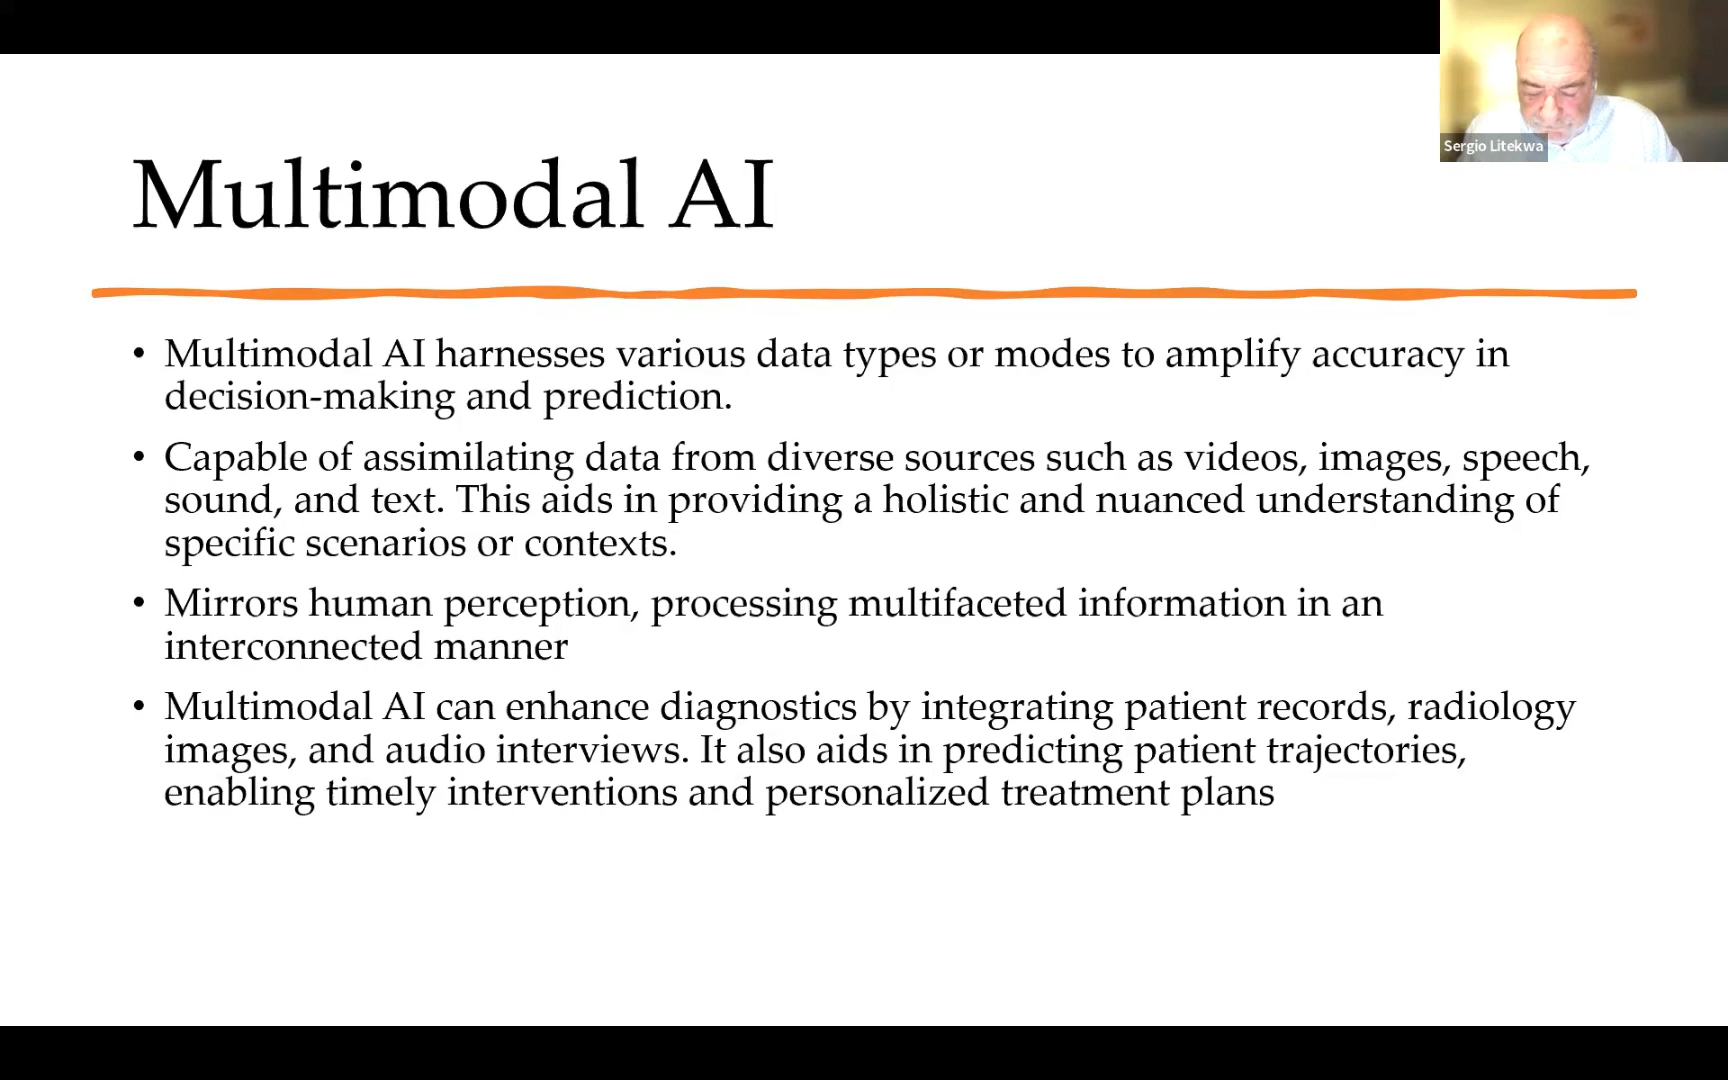 Sergio Litekwa
Multimodal AI
• Multimodal AI harnesses various data types or modes to amplify accuracy in
decision-making and prediction.
• Capable of assimilating data from diverse sources such as videos, images, speech,
sound, and text. This aids in providing a holistic and nuanced understanding of
specific scenarios or contexts.
• Mirrors human perception, processing multifaceted information in an
interconnected manner
• Multimodal AI can enhance diagnostics by integrating patient records, radiology
images, and audio interviews. It also aids in predicting patient trajectories,
enabling timely interventions and personalized treatment plans